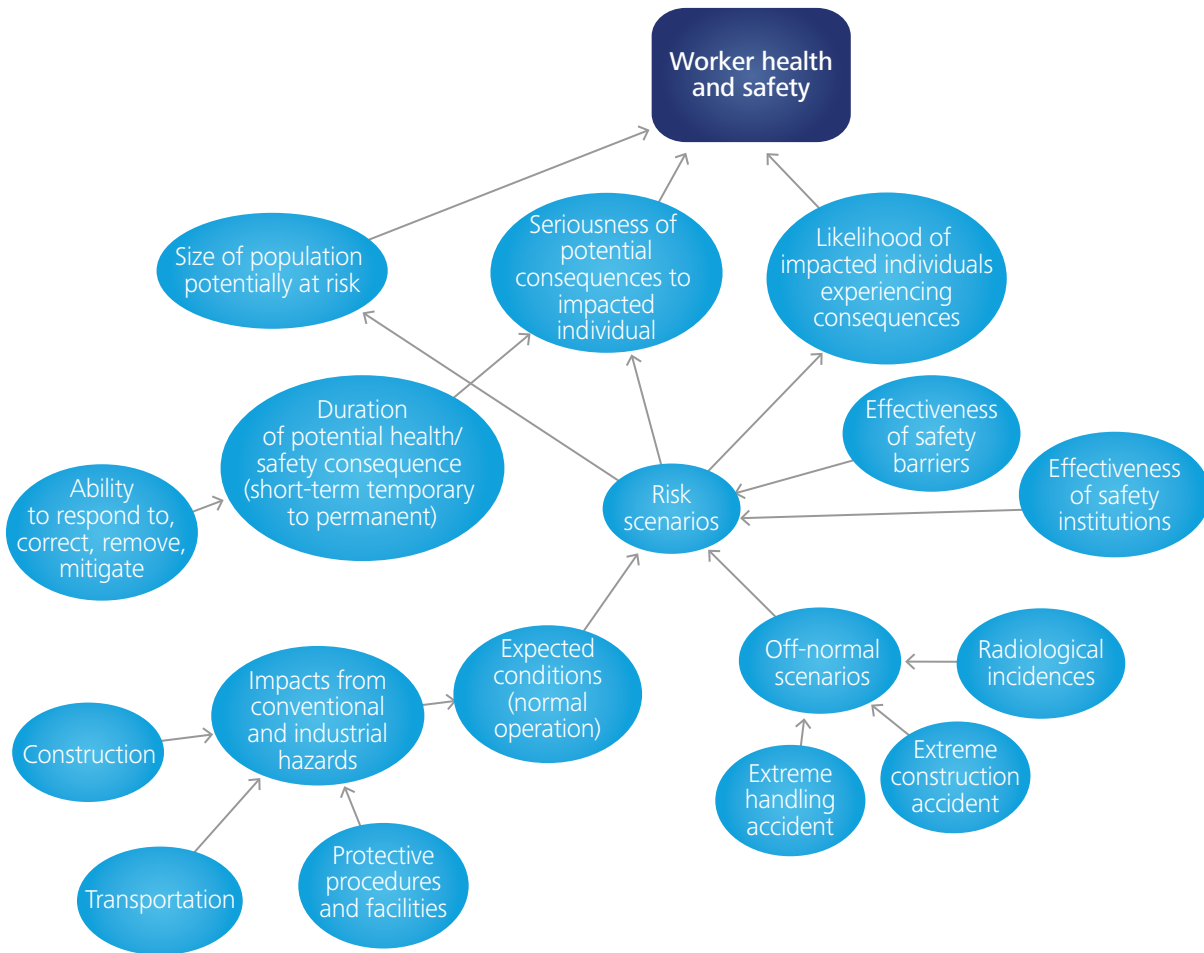 Worker health
and safety
Size of population
potentially at risk
Seriousness of
potential
consequences to
impacted
individual
Likelihood of
impacted individuals
experiencing
consequences
Duration
of potential health/
safety consequence
(short-term temporary
to permanent)
Effectiveness
of safety
barriers
Effectiveness
of safety
institutions
Ability
to respond to,
correct, remove,
mitigate
Risk
scenarios
Expected
conditions
(normal
operation)
Off-normal
scenarios
Radiological
incidences
Impacts from
conventional
and industrial
hazards
Construction
Extreme
handling
accident
Extreme
construction
accident
Transportation
Protective
procedures
and facilities